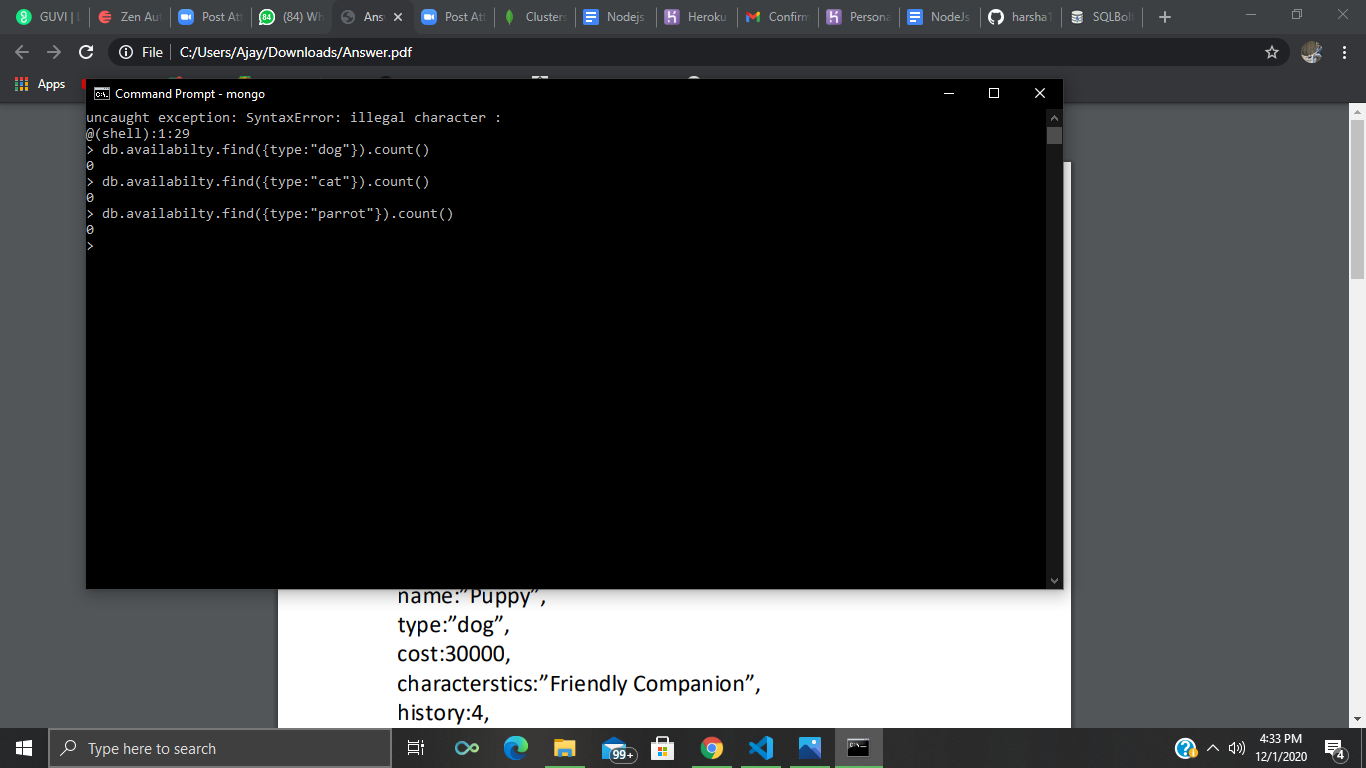 GUVI | 
Zen Aut
Post Att
(84) Wh
Ans
Post Att
Clusters
Nodejs
Heroku
Confirm
Persona
NodeJs
harsha1
SQLBolt
File
C:/Users/Ajay/Downloads/Answer.pdf
Apps
Command Prompt - mongo
uncaught exception: SyntaxError: illegal character :
@(shell):1:29
> db.availabilty.find({type:"dog"}).count()
0
> db.availabilty.find({type:"cat"}).count()
0
> db.availabilty.find({type:"parrot"}).count()
0
>
name:”Puppy”,
type:”dog”,
cost:30000,
characterstics:”Friendly Companion”,
history:4,
Type here to search
99+
4:33 PM
12/1/2020
4